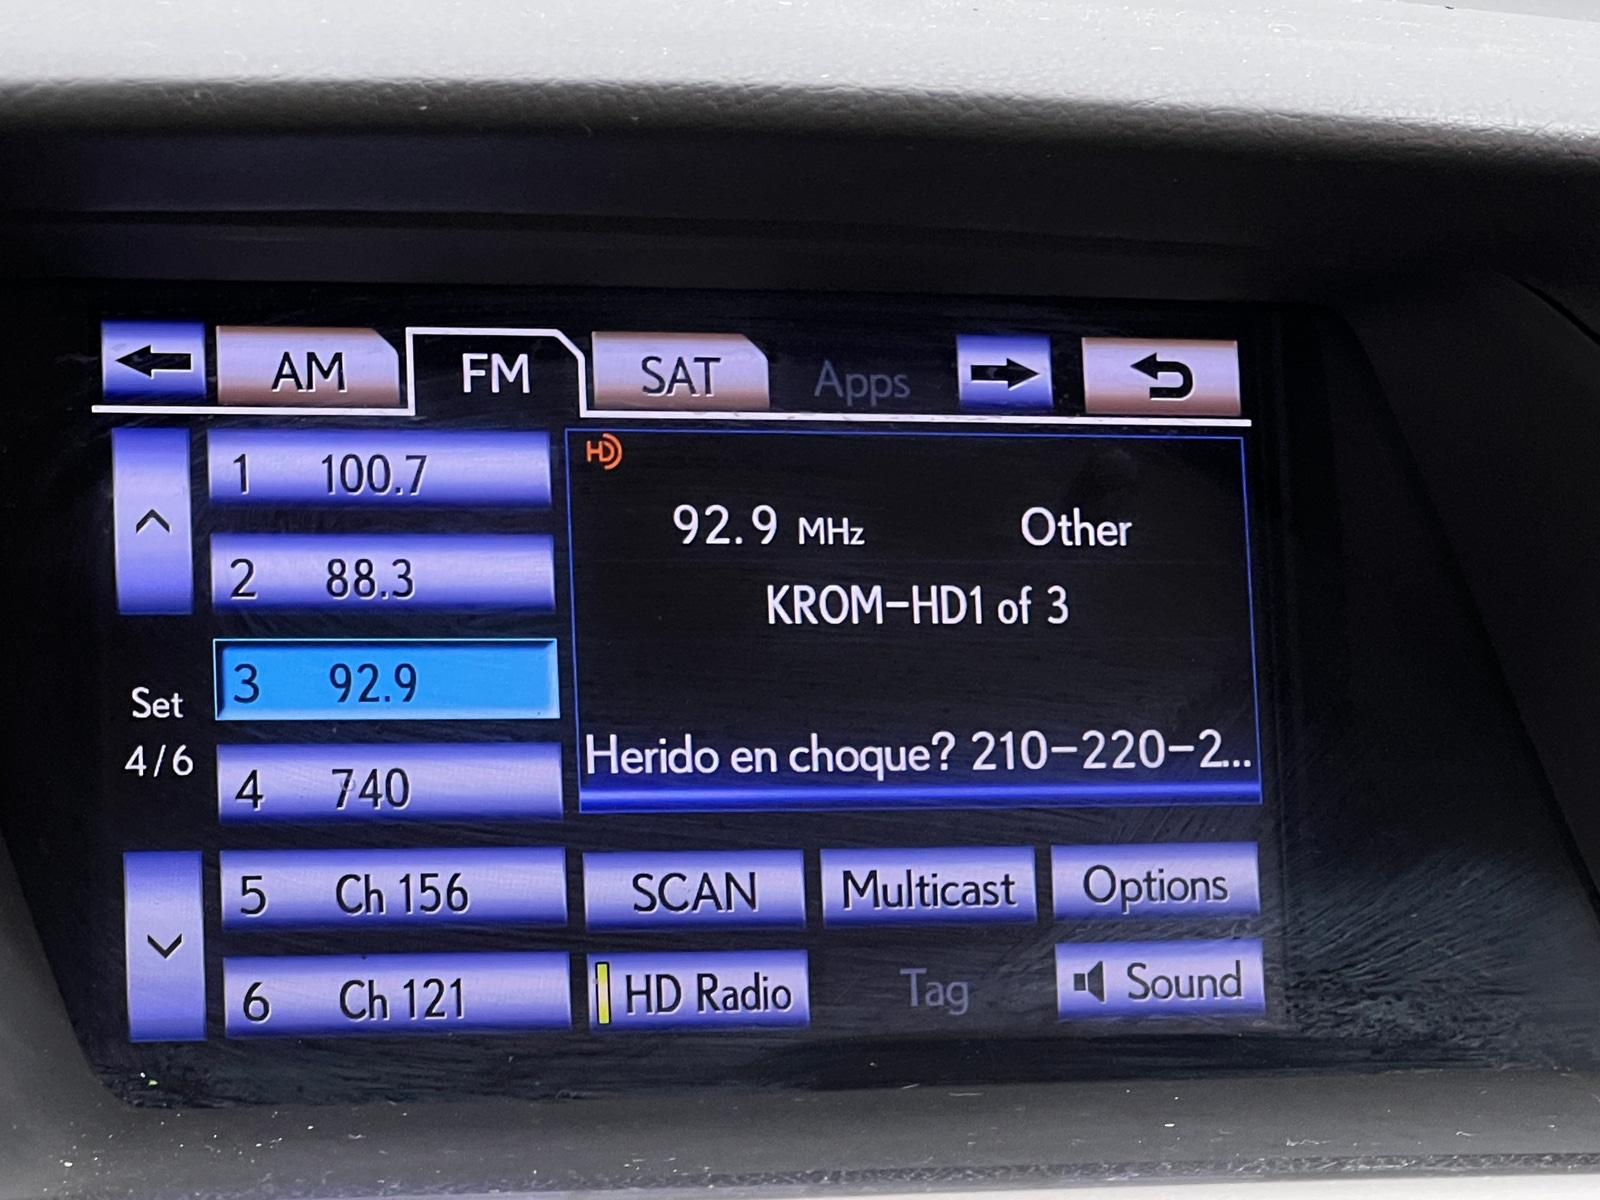 AM FM SAT Apps
HD
1 100.7
2 88.3
3 92.9
4 740
5 Ch 156
6 Ch 121
Set
4/6
92.9 MHz Other
KROM-HD1 of 3
Herido en choque? 210-220-2...
SCAN Multicast Options
HD Radio Tag Sound